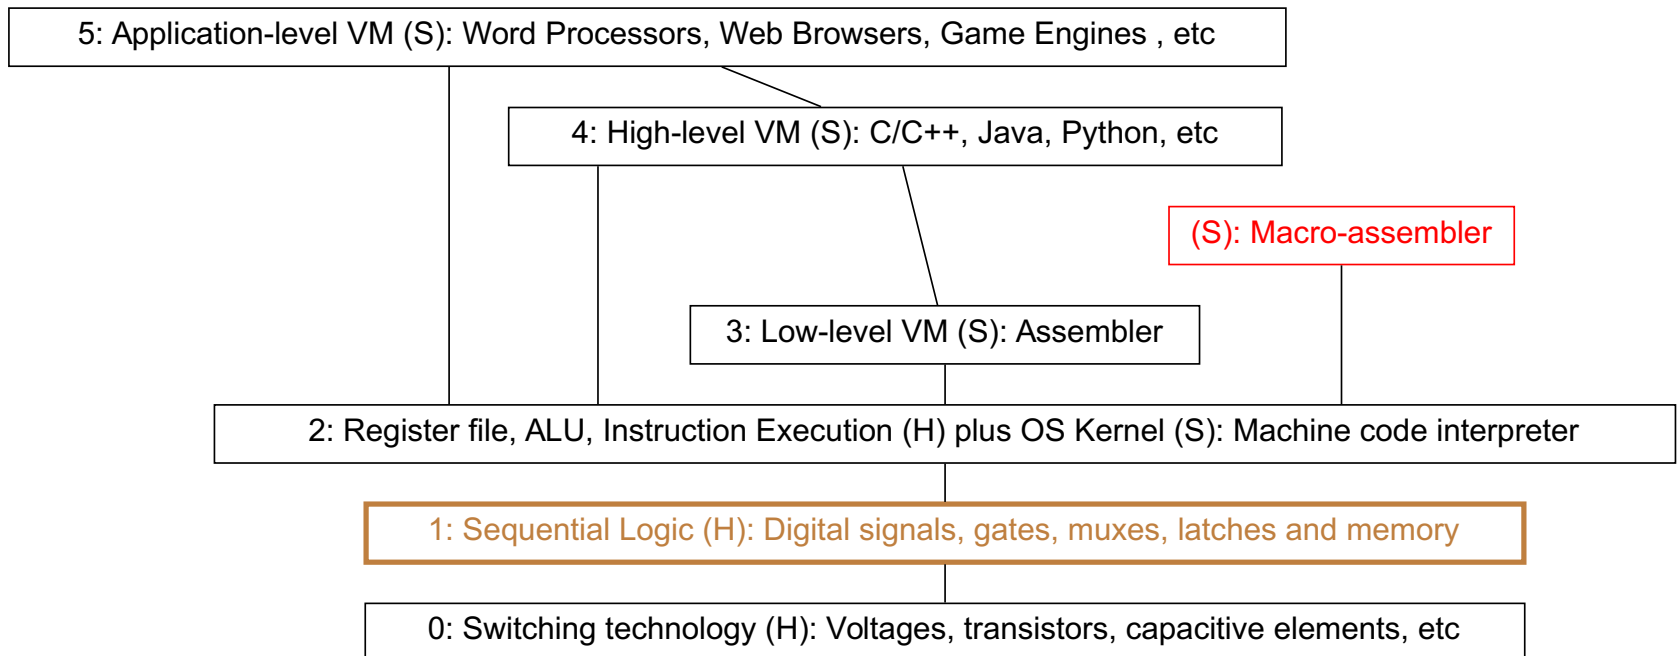 5: Application-level VM (S): Word Processors, Web Browsers, Game Engines , etc
4: High-level VM (S): C/C++, Java, Python, etc
(S): Macro-assembler
3: Low-level VM (S): Assembler
2: Register file, ALU, Instruction Execution (H) plus OS Kernel (S): Machine code interpreter
1: Sequential Logic (H): Digital signals, gates, muxes, latches and memory
0: Switching technology (H): Voltages, transistors, capacitive elements, etc